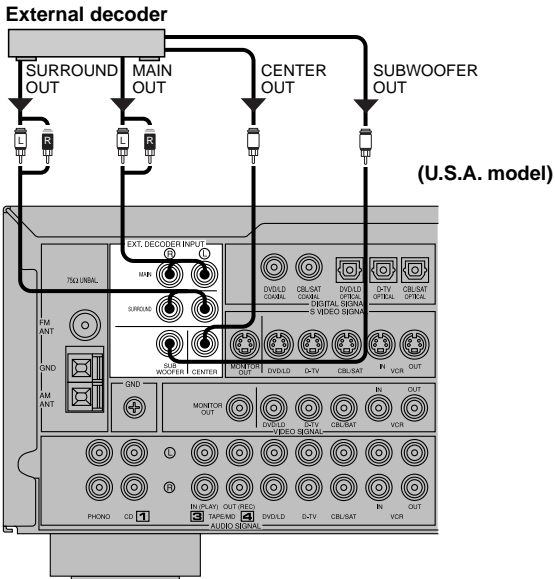 External decoder
SURROUND OUT
MAIN OUT
CENTER OUT
SUBWOOFER OUT
L R
L R
(U.S.A. model)
EXT. DECODER INPUT
R L
MAIN
SURROUND
SUB WOOFER
CENTER
75Ω UNBAL.
FM ANT
GND
AM ANT
GND
DVD/LD COAXIAL
CBL/SAT COAXIAL
DVD/LD OPTICAL
D-TV OPTICAL
CBL/SAT OPTICAL
DIGITAL SIGNAL
S VIDEO SIGNAL
MONITOR OUT
DVD/LD
D-TV
CBL/SAT
IN
VCR
OUT
MONITOR OUT
DVD/LD
D-TV
CBL/SAT
IN
VCR
OUT
VIDEO SIGNAL
L
R
PHONO
CD 1
IN (PLAY) OUT (REC)
3 TAPE/MD 4
DVD/LD
D-TV
CBL/SAT
IN
VCR
OUT
AUDIO SIGNAL